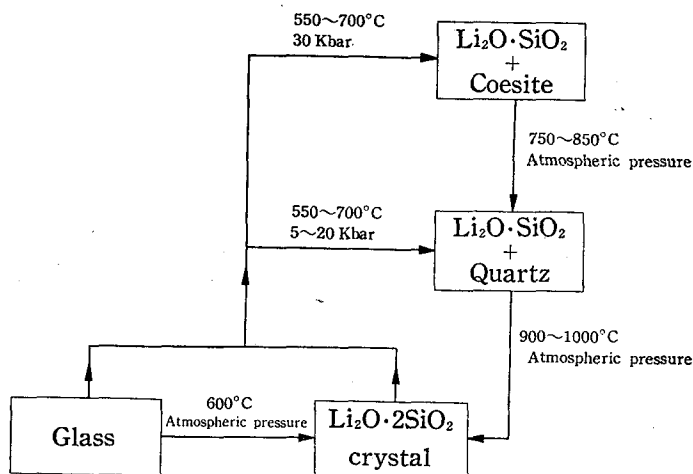 550~700°C
30 Kbar
Li₂O·SiO₂
+
Coesite
750~850°C
Atmospheric pressure
550~700°C
5~20 Kbar
Li₂O·SiO₂
+
Quartz
900~1000°C
Atmospheric pressure
Glass
600°C
Atmospheric pressure
Li₂O·2SiO₂
crystal